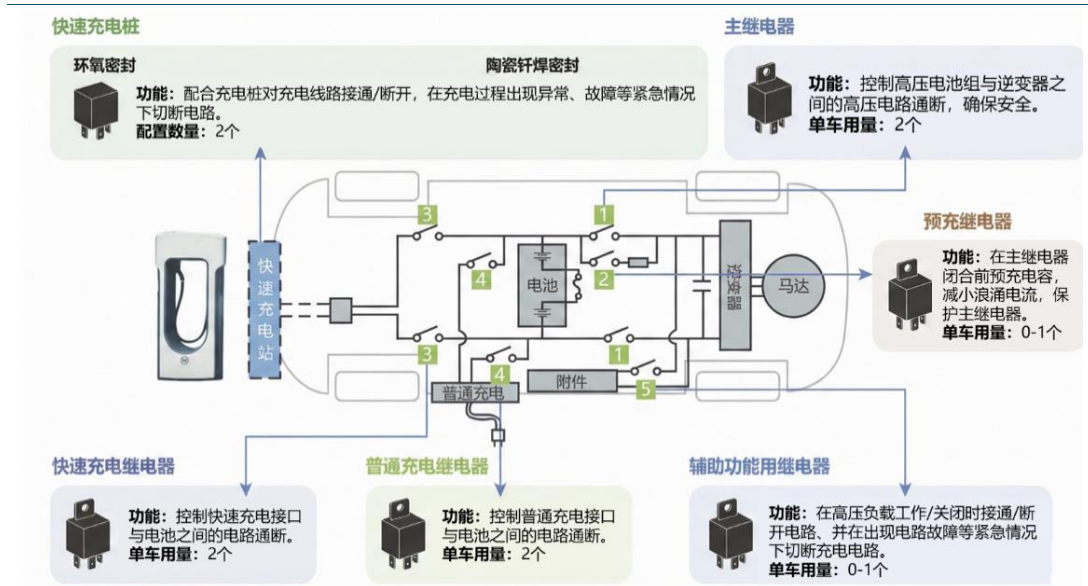 快速充电桩
环氧密封
陶瓷钎焊密封
功能：配合充电桩对充电线路接通/断开，在充电过程出现异常、故障等紧急情况
下切断电路。
配置数量：2个
主继电器
功能：控制高压电池组与逆变器之
间的高压电路通断，确保安全。
单车用量：2个
预充继电器
功能：在主继电器
闭合前预充电容，
减小浪涌电流，保
护主继电器。
单车用量：0-1个
快速充电站
3
1
4
2
电池
逆变器
马达
3
4
1
5
普通充电
附件
快速充电继电器
功能：控制快速充电接口
与电池之间的电路通断。
单车用量：2个
普通充电继电器
功能：控制普通充电接口
与电池之间的电路通断。
单车用量：2个
辅助功能用继电器
功能：在高压负载工作/关闭时接通/断
开电路、并在出现电路故障等紧急情况
下切断充电电路。
单车用量：0-1个